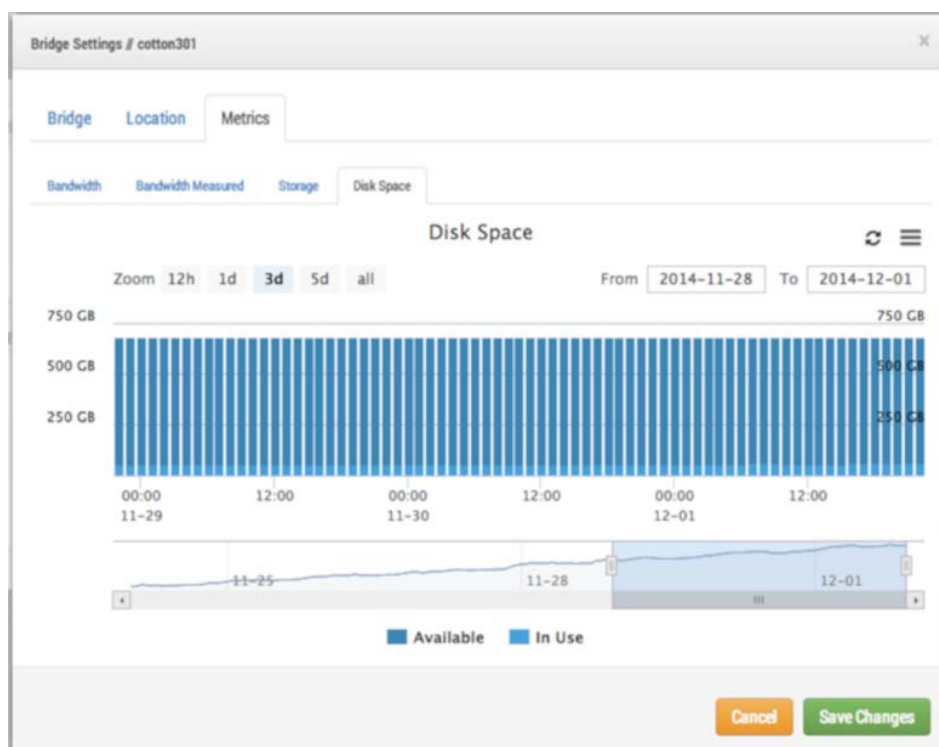 Bridge Settings // cotton301 ×
Bridge Location Metrics
Bandwidth Bandwidth Measured Storage Disk Space
Disk Space
Zoom 12h 1d 3d 5d all From 2014-11-28 To 2014-12-01
750 GB 750 GB
500 GB 500 GB
250 GB 250 GB
00:00 12:00 00:00 12:00 00:00 12:00
11-29 11-30 12-01
11-25 11-28 12-01
Available In Use
Cancel Save Changes